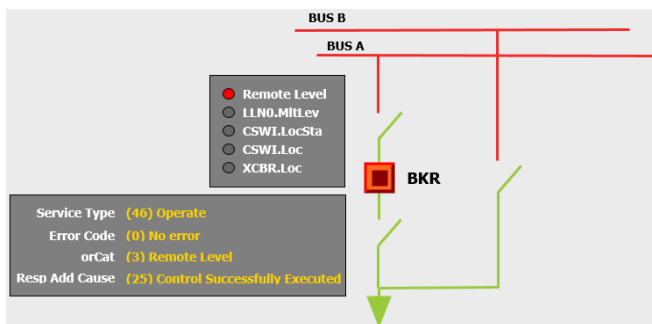 BUS B
BUS A
Remote Level
LLN0.MltLev
CSWI.LocSta
CSWI.Loc
XCBR.Loc
BKR
Service Type (46) Operate
Error Code (0) No error
orCat (3) Remote Level
Resp Add Cause (25) Control Successfully Executed